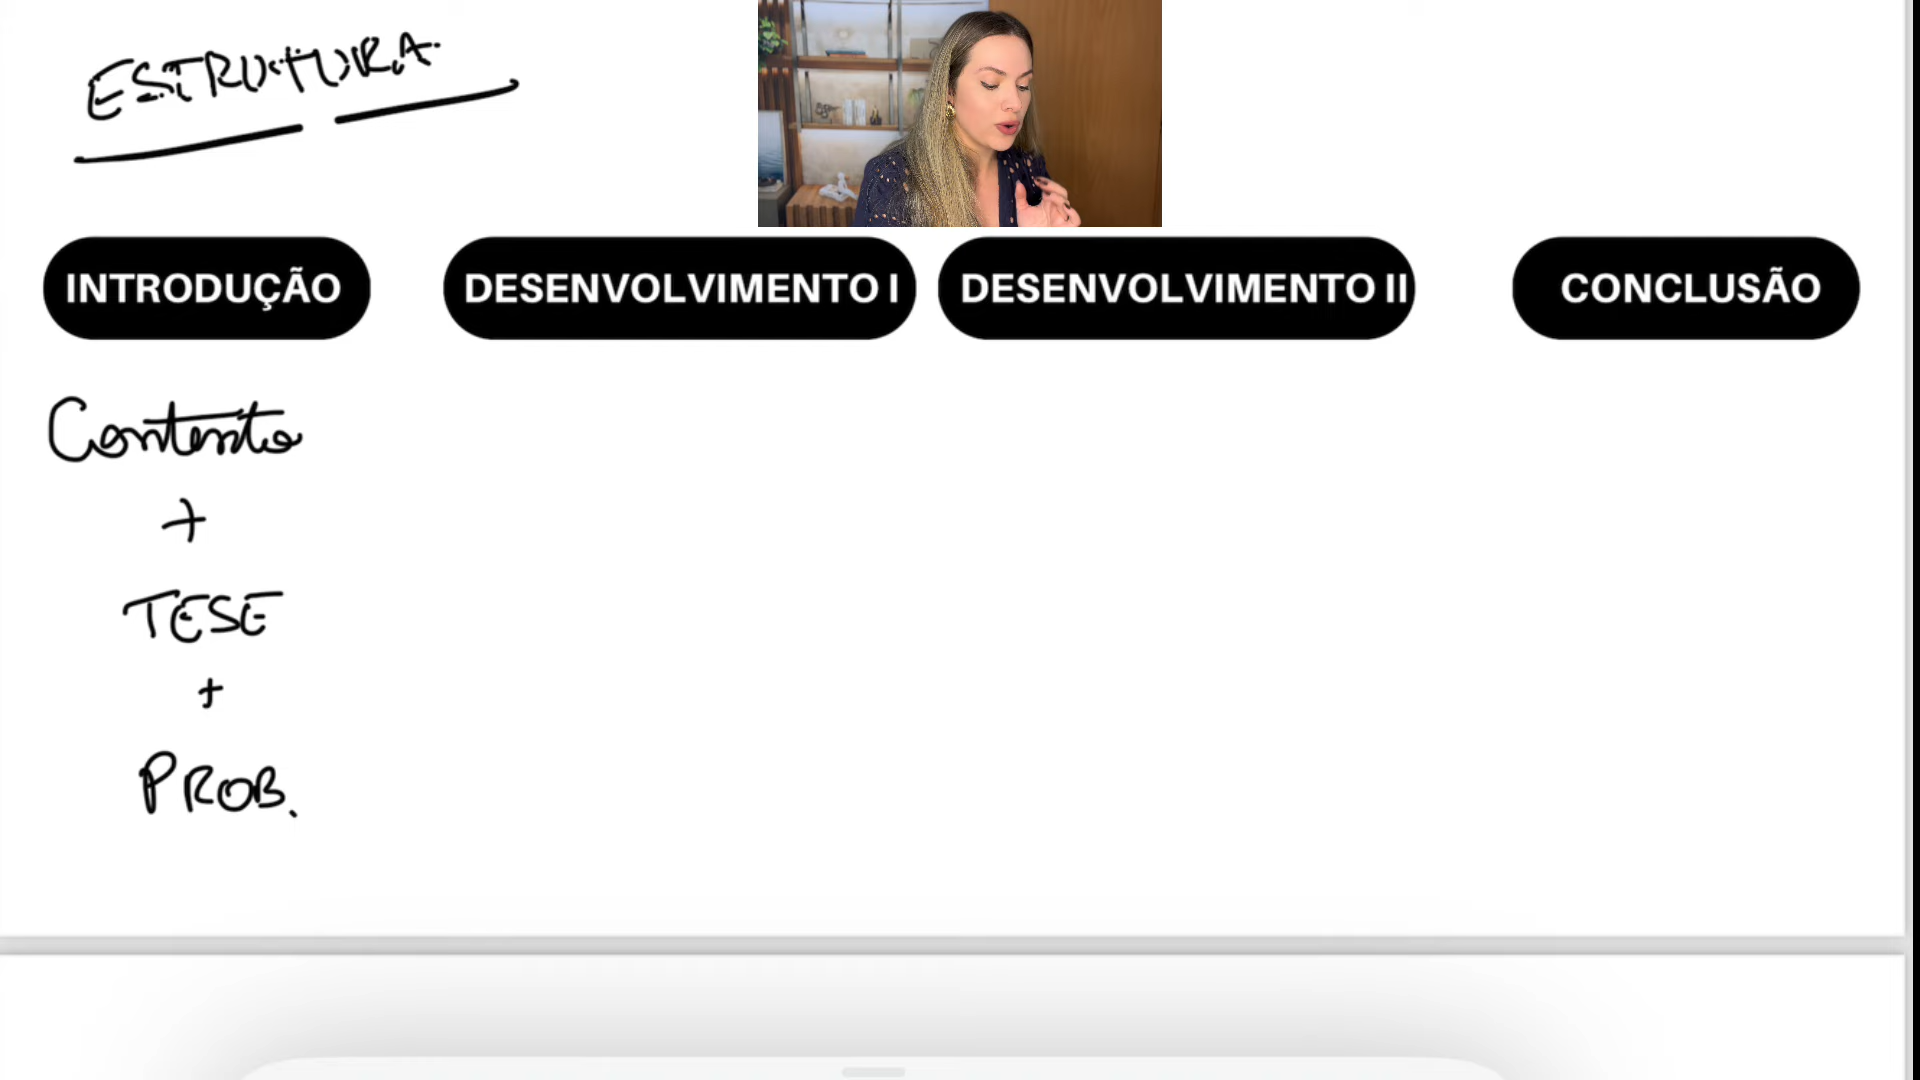 ESTRUTURA
INTRODUÇÃO
DESENVOLVIMENTO I
DESENVOLVIMENTO II
CONCLUSÃO
Contexto
+
TESE
+
PROB.